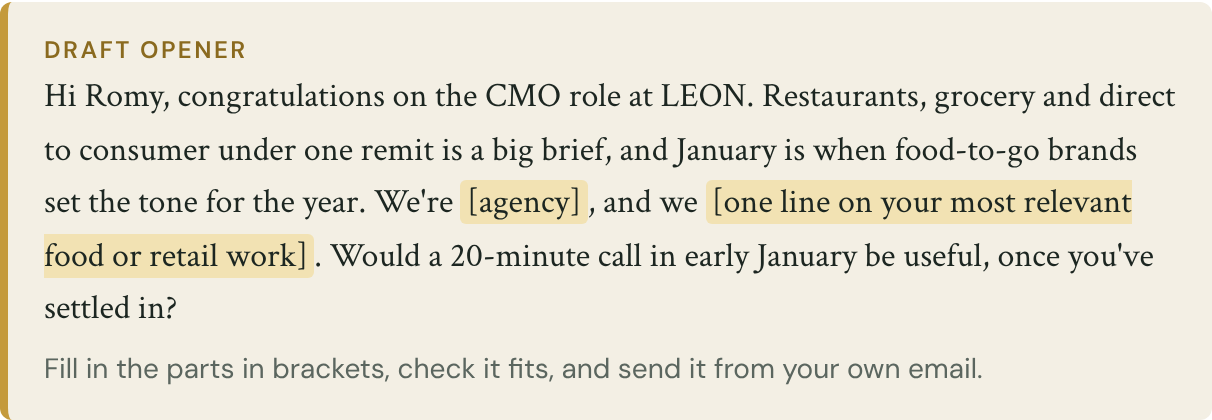 DRAFT OPENER
Hi Romy, congratulations on the CMO role at LEON. Restaurants, grocery and direct
to consumer under one remit is a big brief, and January is when food-to-go brands
set the tone for the year. We're [agency], and we [one line on your most relevant
food or retail work]. Would a 20-minute call in early January be useful, once you've
settled in?
Fill in the parts in brackets, check it fits, and send it from your own email.